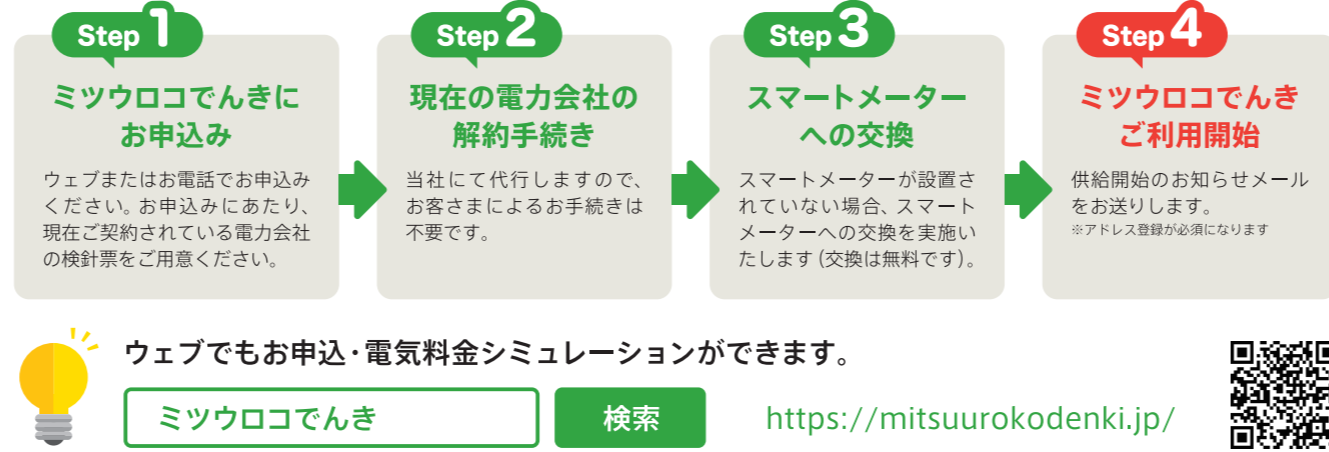 Step 1
ミツウロコでんきに
お申込み
ウェブまたはお電話でお申込み
ください。お申込みにあたり、
現在ご契約されている電力会社
の検針票をご用意ください。
Step 2
現在の電力会社の
解約手続き
当社にて代行しますので、
お客さまによるお手続きは
不要です。
Step 3
スマートメーター
への交換
スマートメーターが設置さ
れていない場合、スマート
メーターへの交換を実施い
たします(交換は無料です)。
Step 4
ミツウロコでんき
ご利用開始
供給開始のお知らせメール
をお送りします。
※アドレス登録が必須になります
ウェブでもお申込・電気料金シミュレーションができます。
ミツウロコでんき
検索
https://mitsuurokodenki.jp/